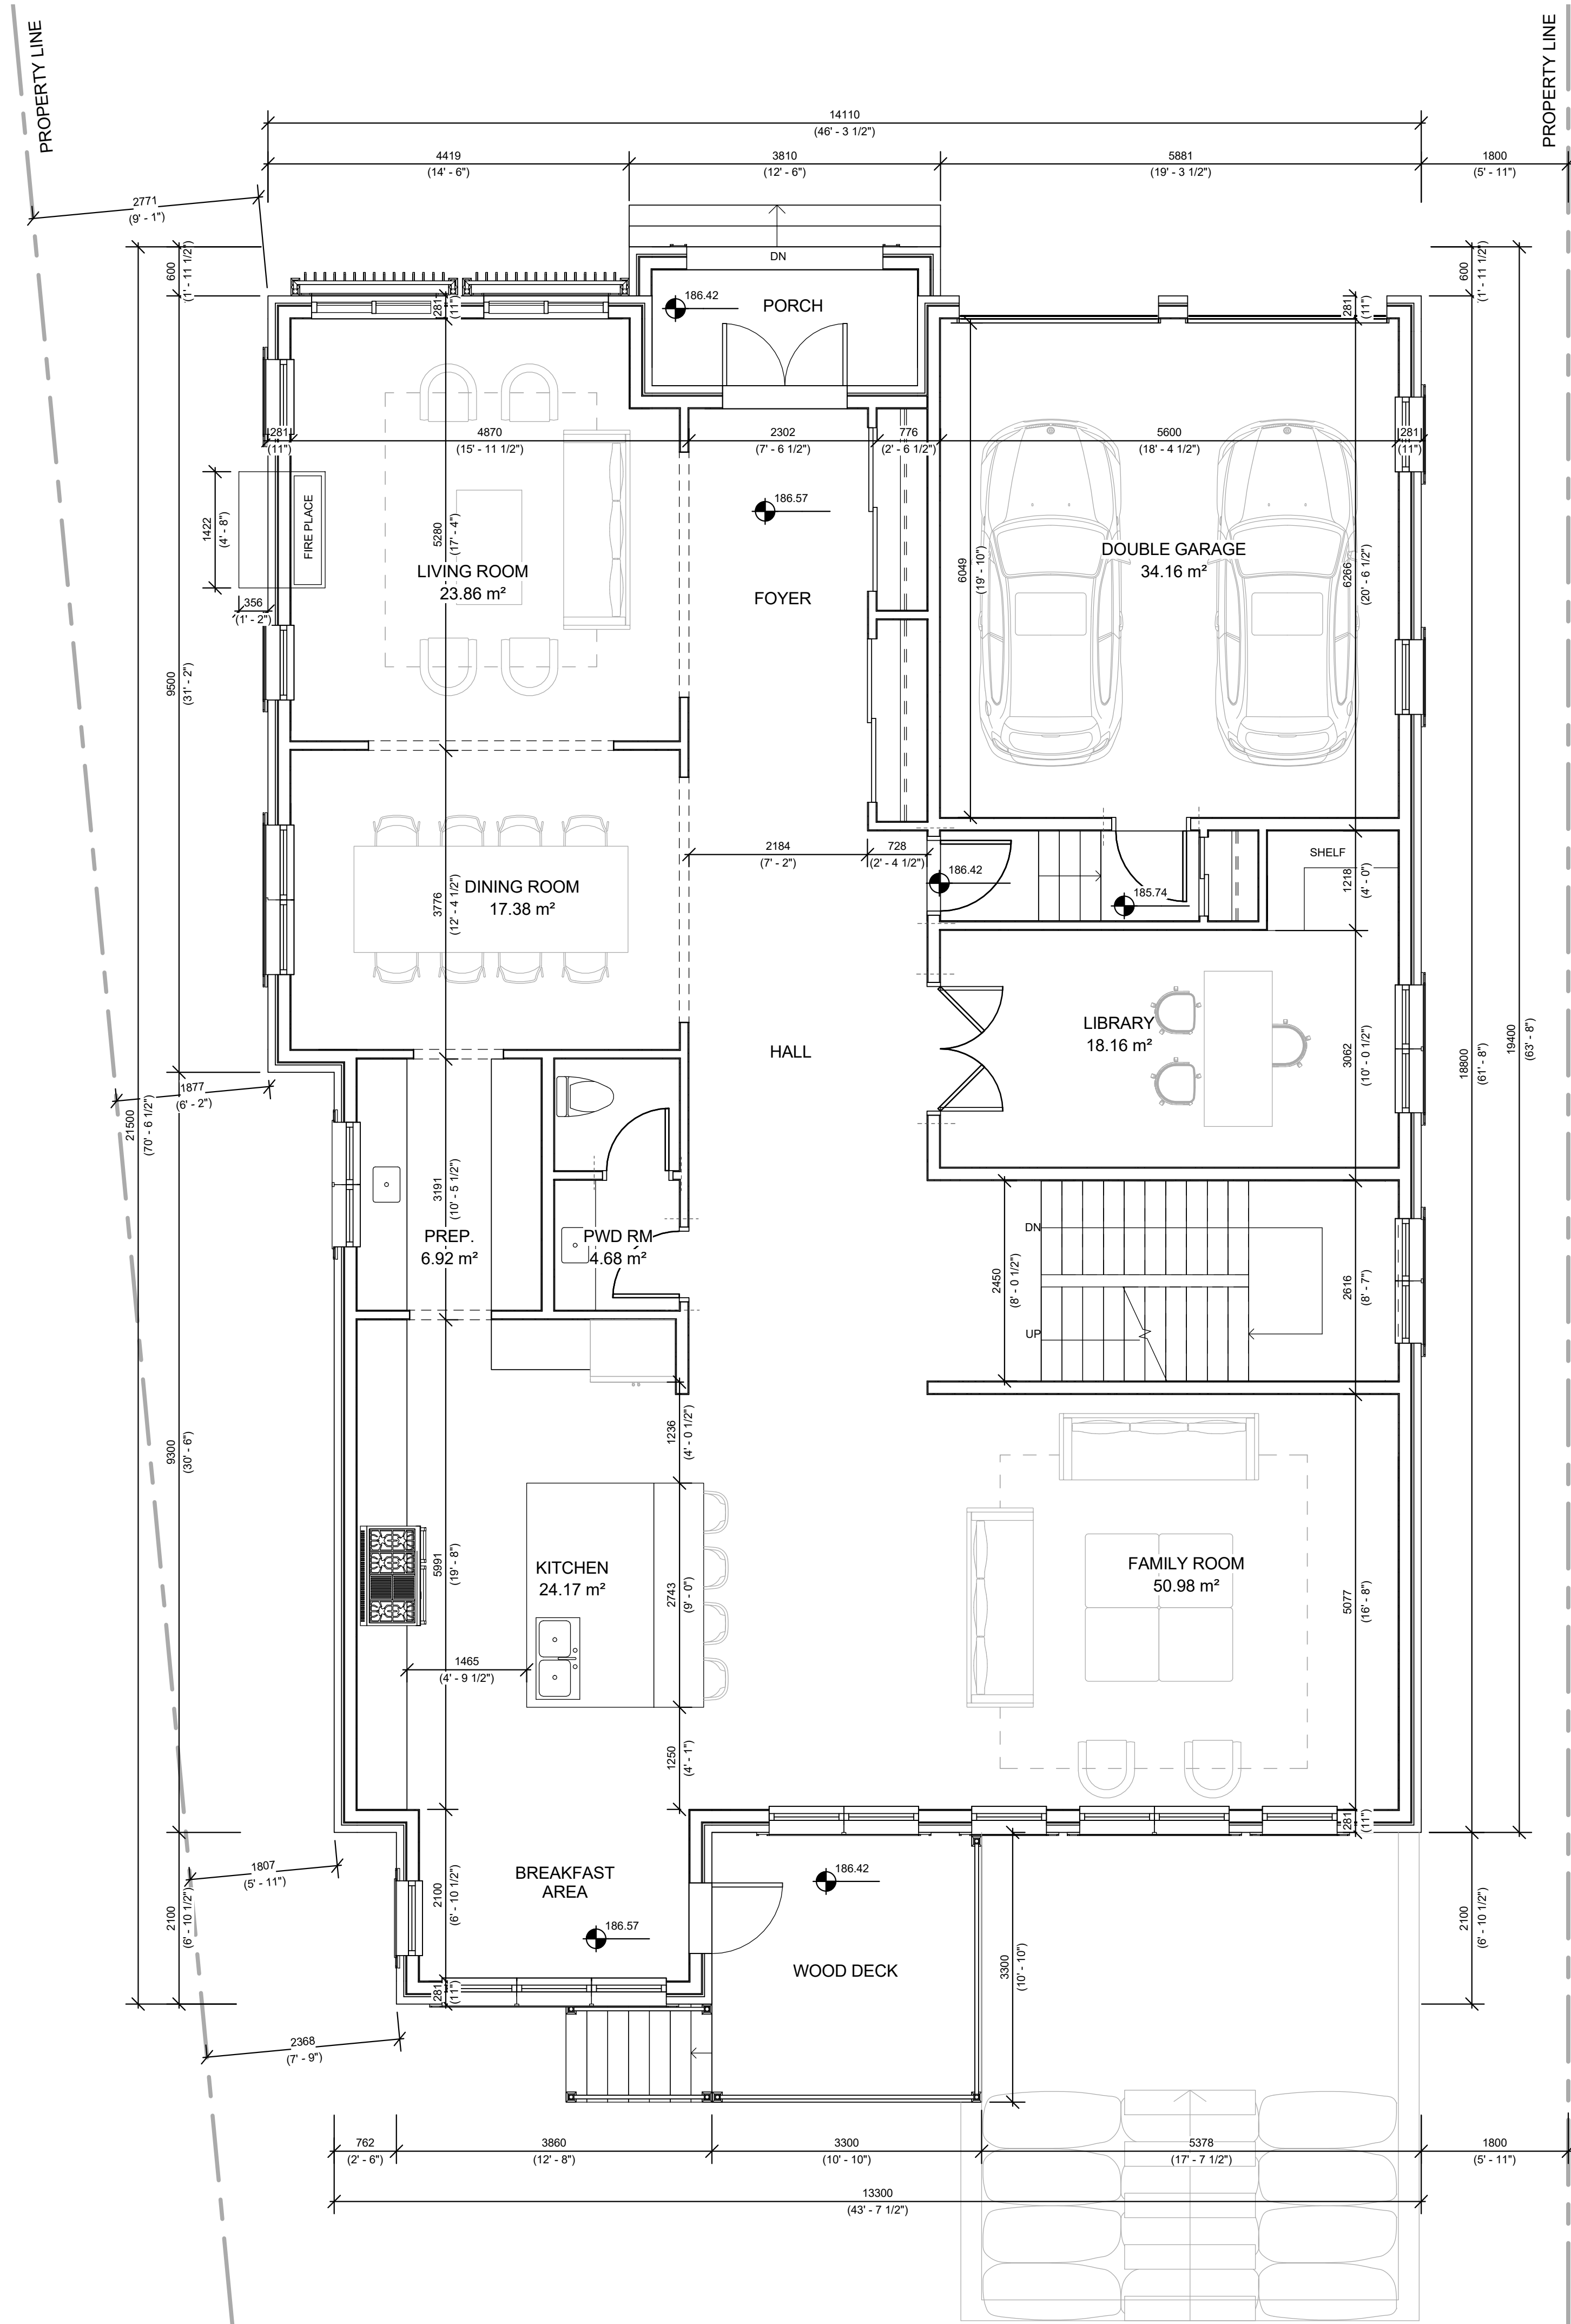 PROPERTY LINE
PROPERTY LINE
14110
(46' - 3 1/2")
4419
(14' - 6")
3810
(12' - 6")
5881
(19' - 3 1/2")
1800
(5' - 11")
2771
(9' - 1")
600
(1' - 11 1/2")
600
(1' - 11 1/2")
DN
281
(11")
186.42
PORCH
281
(11")
281
(11")
4870
(15' - 11 1/2")
2302
(7' - 6 1/2")
776
(2' - 6 1/2")
5600
(18' - 4 1/2")
281
(11")
1422
(4' - 8")
FIRE PLACE
5280
(17' - 4")
186.57
LIVING ROOM
23.86 m²
FOYER
6049
(19' - 10")
DOUBLE GARAGE
34.16 m²
6266
(20' - 6 1/2")
356
(1' - 2")
9500
(31' - 2")
2184
(7' - 2")
728
(2' - 4 1/2")
186.42
185.74
SHELF
1218
(4' - 0")
DINING ROOM
17.38 m²
3776
(12' - 4 1/2")
HALL
LIBRARY
18.16 m²
3062
(10' - 0 1/2")
18800
(61' - 8")
19400
(63' - 8")
1877
(6' - 2")
21500
(70' - 6 1/2")
3191
(10' - 5 1/2")
PREP.
6.92 m²
PWD RM
4.68 m²
DN
UP
2450
(8' - 0 1/2")
2616
(8' - 7")
9300
(30' - 6")
1236
(4' - 0 1/2")
5991
(19' - 8")
KITCHEN
24.17 m²
2743
(9' - 0")
FAMILY ROOM
50.98 m²
5077
(16' - 8")
1465
(4' - 9 1/2")
1250
(4' - 1")
281
(11")
1807
(5' - 11")
2100
(6' - 10 1/2")
2100
(6' - 10 1/2")
BREAKFAST
AREA
186.57
186.42
WOOD DECK
3300
(10' - 10")
2100
(6' - 10 1/2")
281
(11")
2368
(7' - 9")
762
(2' - 6")
3860
(12' - 8")
3300
(10' - 10")
5378
(17' - 7 1/2")
1800
(5' - 11")
13300
(43' - 7 1/2")